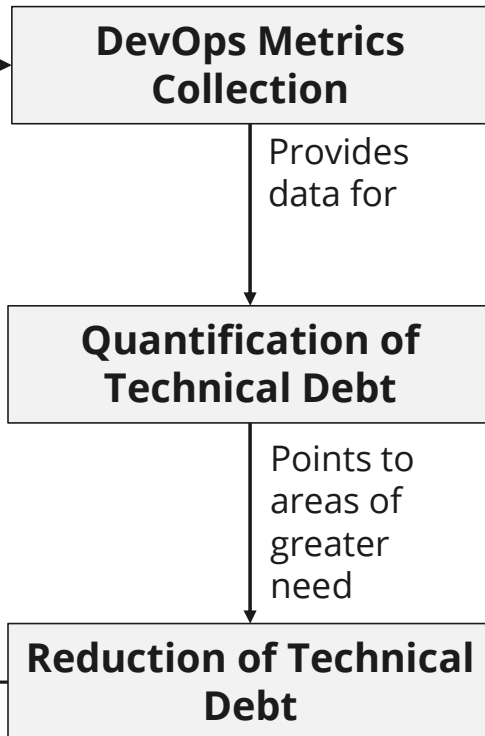 DevOps Metrics
Collection
Provides
data for
Quantification of
Technical Debt
Points to
areas of
greater
need
Reduction of Technical
Debt